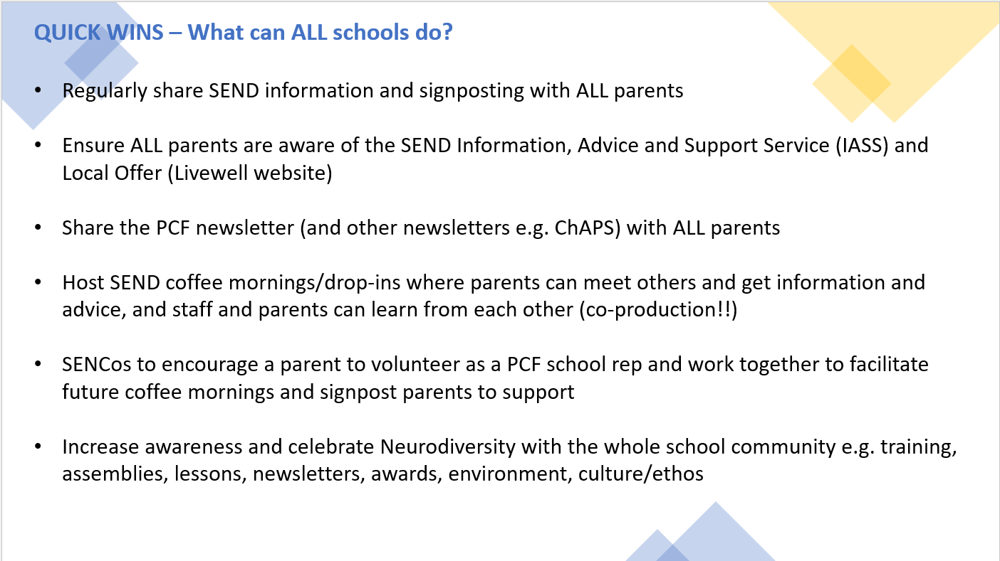 QUICK WINS – What can ALL schools do?
• Regularly share SEND information and signposting with ALL parents
• Ensure ALL parents are aware of the SEND Information, Advice and Support Service (IASS) and
Local Offer (Livewell website)
• Share the PCF newsletter (and other newsletters e.g. ChAPS) with ALL parents
• Host SEND coffee mornings/drop-ins where parents can meet others and get information and
advice, and staff and parents can learn from each other (co-production!!)
• SENCos to encourage a parent to volunteer as a PCF school rep and work together to facilitate
future coffee mornings and signpost parents to support
• Increase awareness and celebrate Neurodiversity with the whole school community e.g. training,
assemblies, lessons, newsletters, awards, environment, culture/ethos